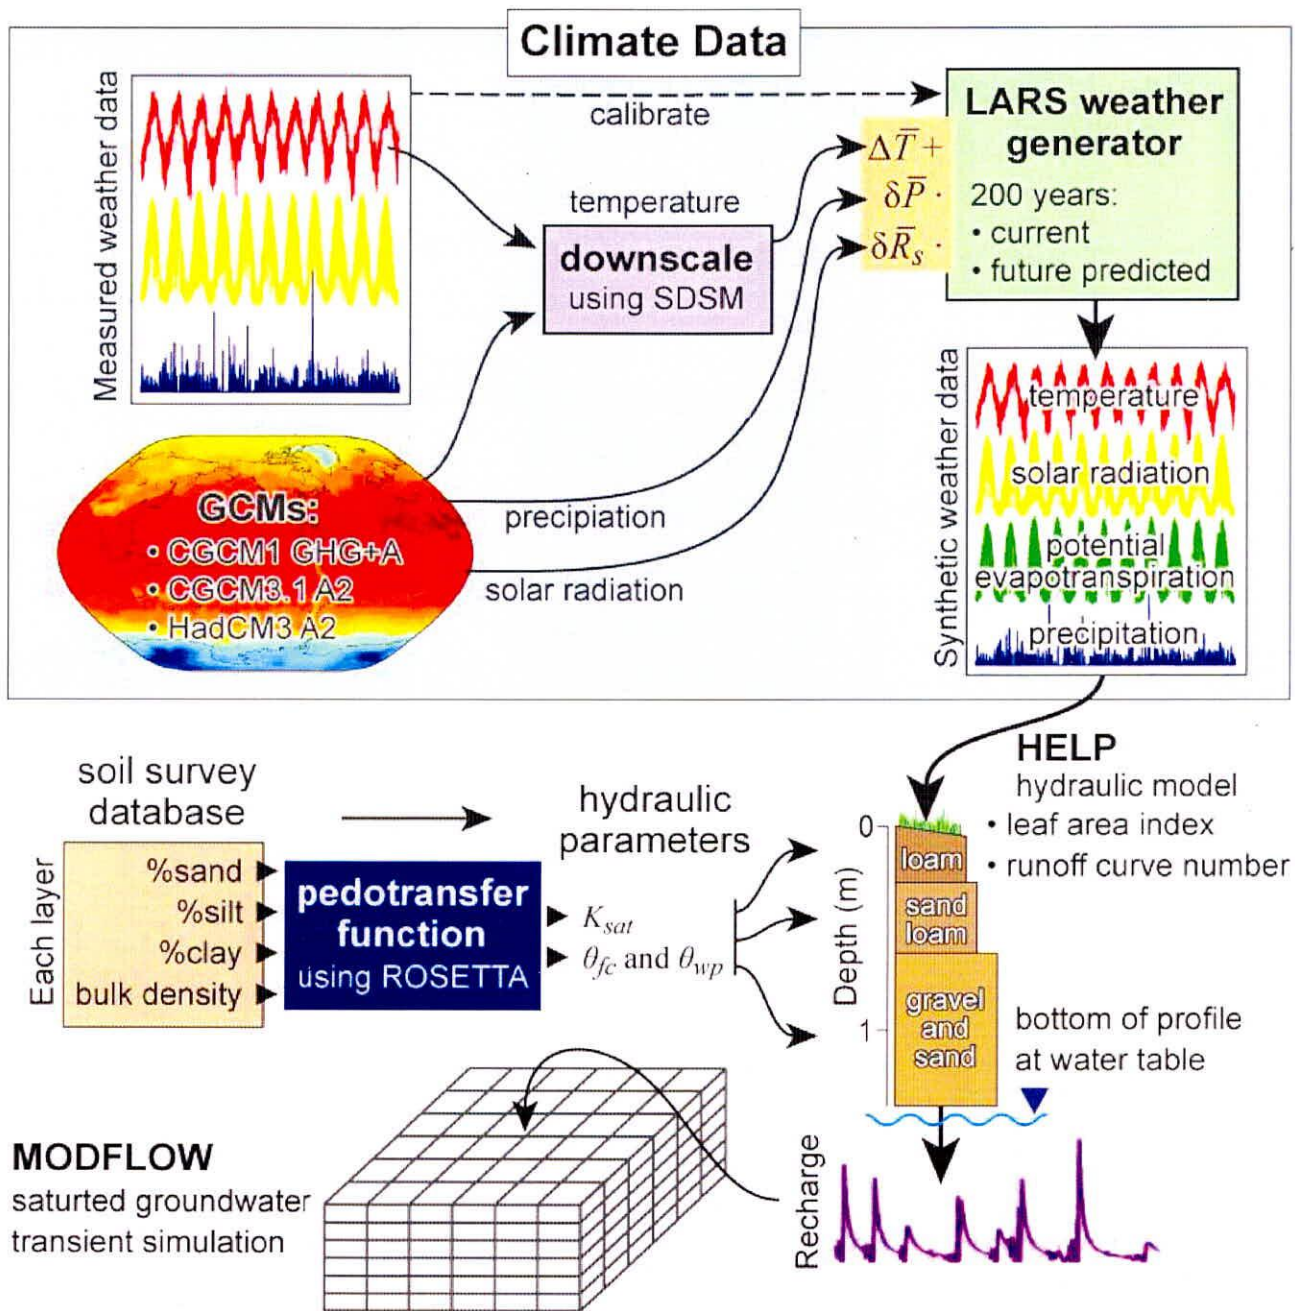 Climate Data
Measured weather data
calibrate
LARS weather
generator
200 years:
• current
• future predicted
ΔT̅ +
δP̅ ·
δR̅ₛ ·
temperature
downscale
using SDSM
GCMs:
• CGCM1 GHG+A
• CGCM3.1 A2
• HadCM3 A2
precipiation
solar radiation
Synthetic weather data
temperature
solar radiation
potential
evapotranspiration
precipitation
soil survey
database
Each layer
%sand
%silt
%clay
bulk density
pedotransfer
function
using ROSETTA
hydraulic
parameters
K_sat
θ_fc and θ_wp
HELP
hydraulic model
• leaf area index
• runoff curve number
Depth (m)
0
1
loam
sand
loam
gravel
and
sand
bottom of profile
at water table
Recharge
MODFLOW
saturted groundwater
transient simulation